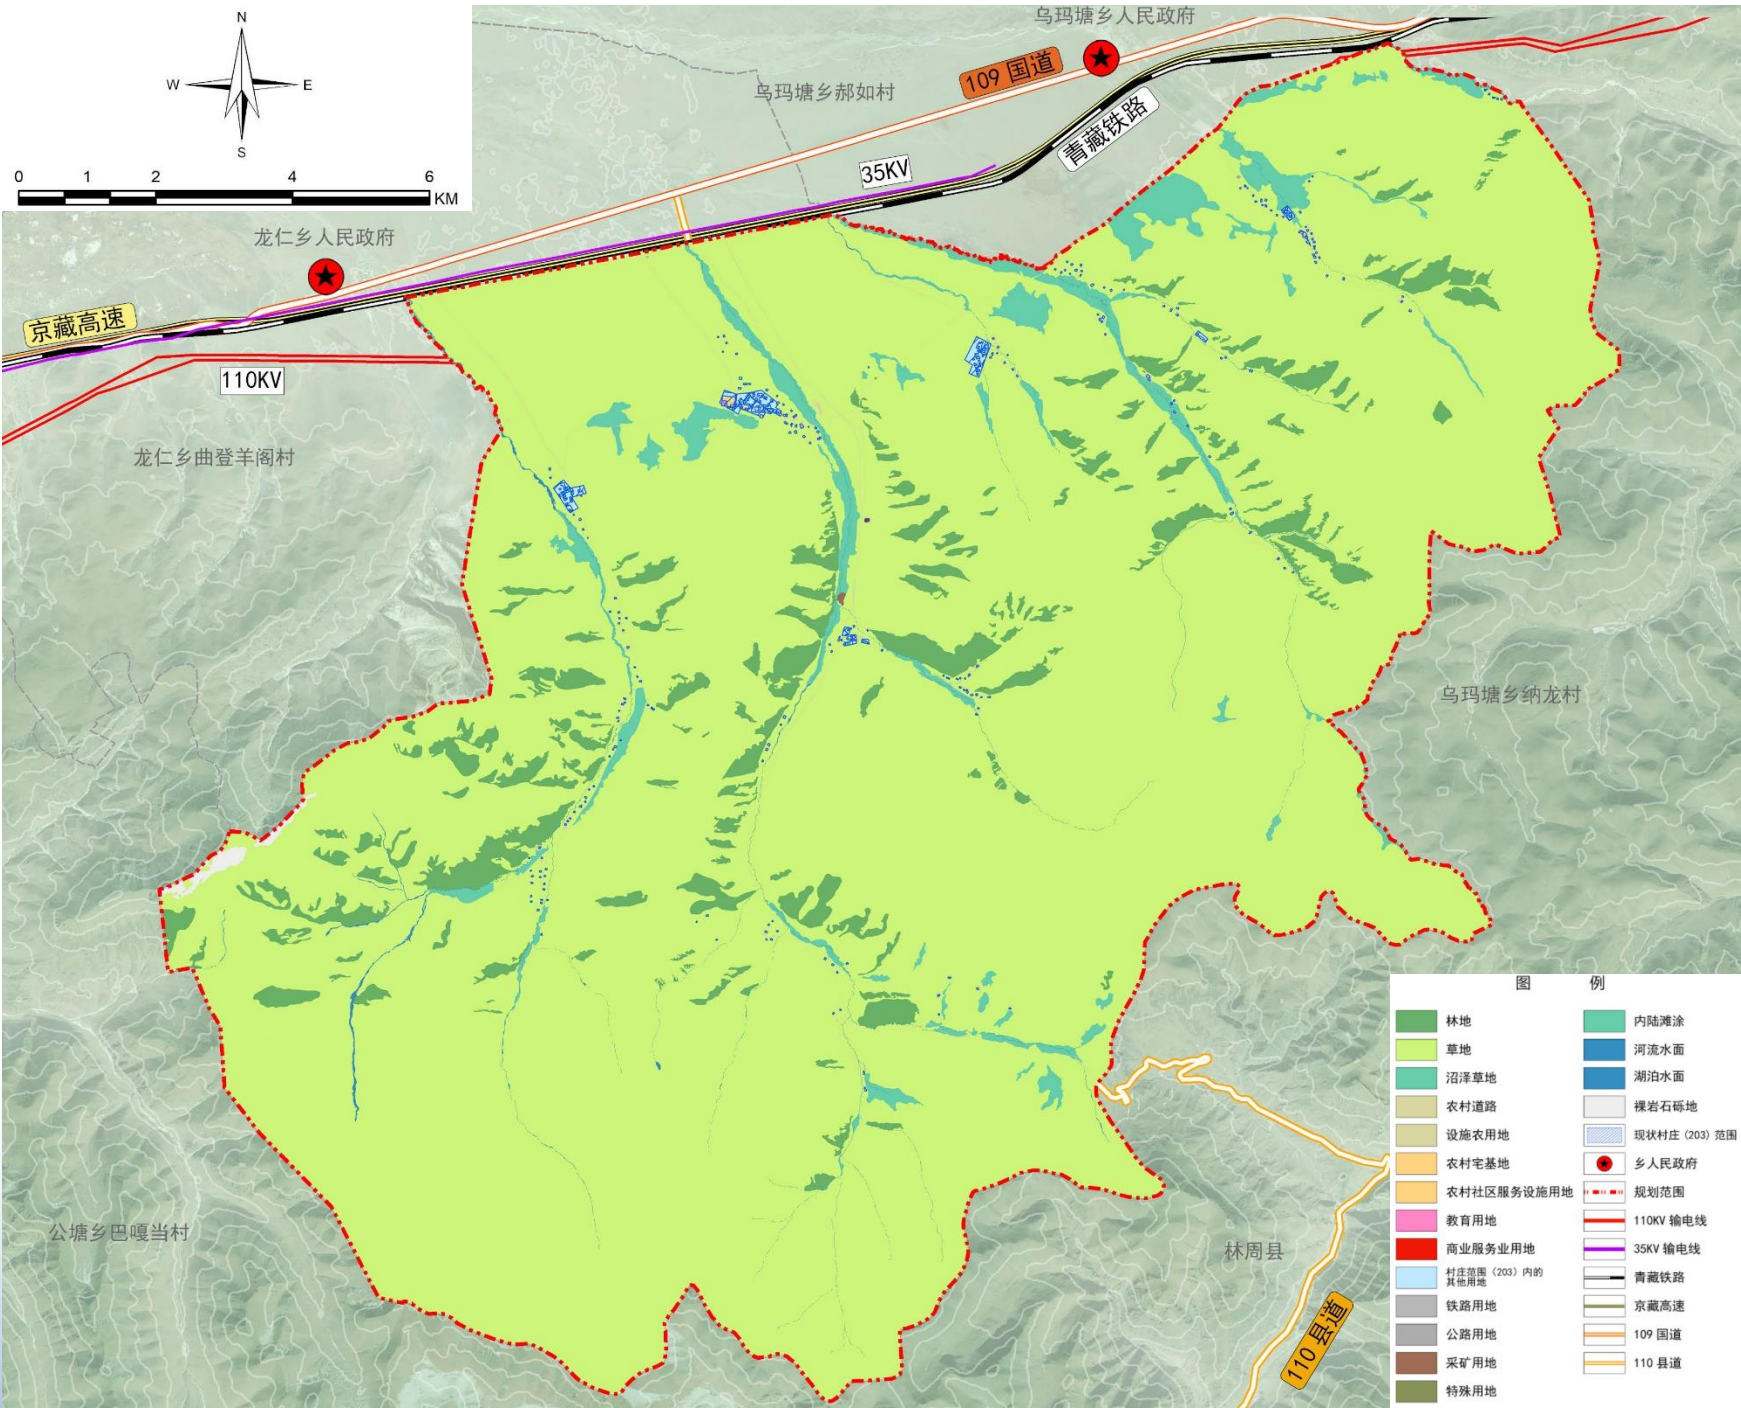 N
W
E
S
0 1 2 4 6
KM
乌玛塘乡人民政府
109 国道
乌玛塘乡郝如村
青藏铁路
35KV
龙仁乡人民政府
京藏高速
110KV
龙仁乡曲登羊阁村
乌玛塘乡纳龙村
公塘乡巴嘎当村
林周县
110 县道
图 例
林地
草地
沼泽草地
农村道路
设施农用地
农村宅基地
农村社区服务设施用地
教育用地
商业服务业用地
村庄范围（203）内的
其他用地
铁路用地
公路用地
采矿用地
特殊用地
内陆滩涂
河流水面
湖泊水面
裸岩石砾地
现状村庄（203）范围
乡人民政府
规划范围
110KV 输电线
35KV 输电线
青藏铁路
京藏高速
109 国道
110 县道